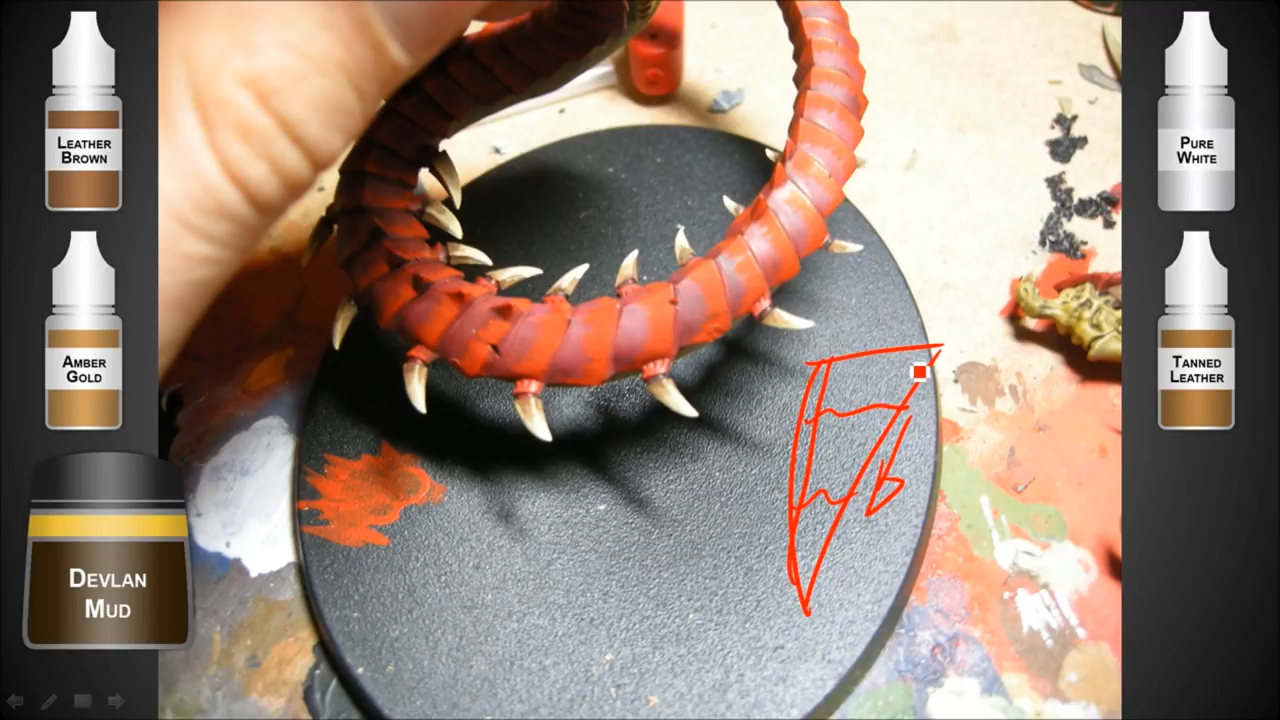 LEATHER
BROWN
AMBER
GOLD
DEVLAN
MUD
PURE
WHITE
TANNED
LEATHER